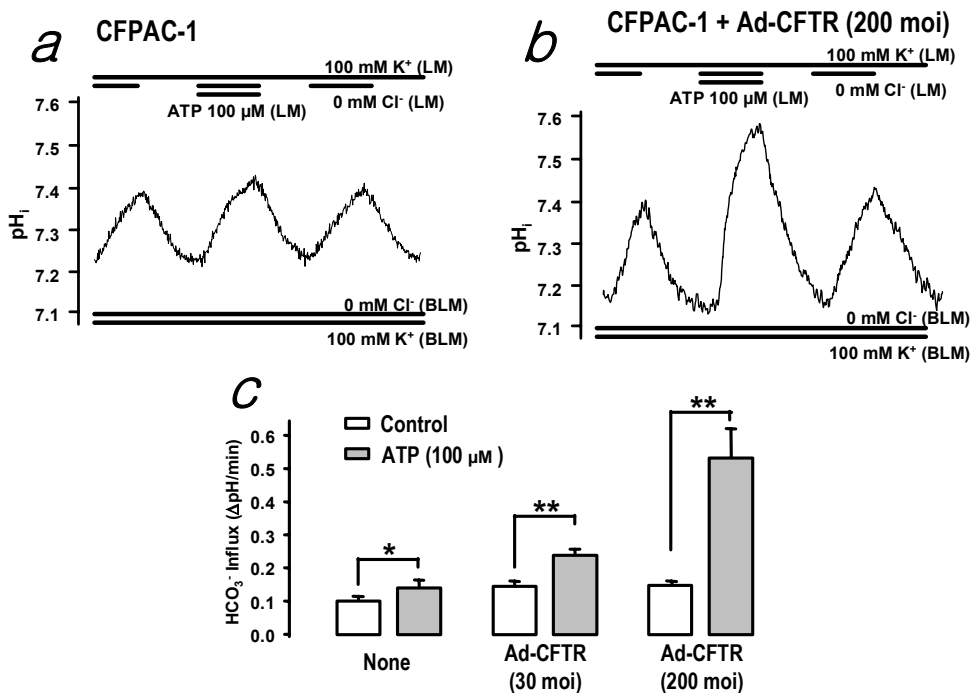 a CFPAC-1
100 mM K⁺ (LM)
0 mM Cl⁻ (LM)
ATP 100 µM (LM)
7.6
7.5
7.4
7.3
7.2
7.1
pHi
0 mM Cl⁻ (BLM)
100 mM K⁺ (BLM)
b CFPAC-1 + Ad-CFTR (200 moi)
100 mM K⁺ (LM)
0 mM Cl⁻ (LM)
ATP 100 µM (LM)
7.6
7.5
7.4
7.3
7.2
7.1
pHi
0 mM Cl⁻ (BLM)
100 mM K⁺ (BLM)
c
Control
ATP (100 µM )
HCO₃⁻ Influx (ΔpH/min)
0.6
0.5
0.4
0.3
0.2
0.1
0.0
*
**
**
None
Ad-CFTR
(30 moi)
Ad-CFTR
(200 moi)